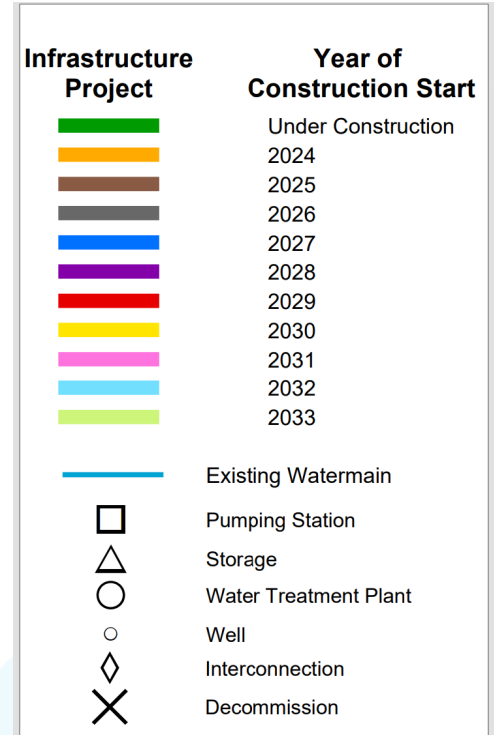 Infrastructure Project
Year of Construction Start
Under Construction
2024
2025
2026
2027
2028
2029
2030
2031
2032
2033
Existing Watermain
Pumping Station
Storage
Water Treatment Plant
Well
Interconnection
Decommission